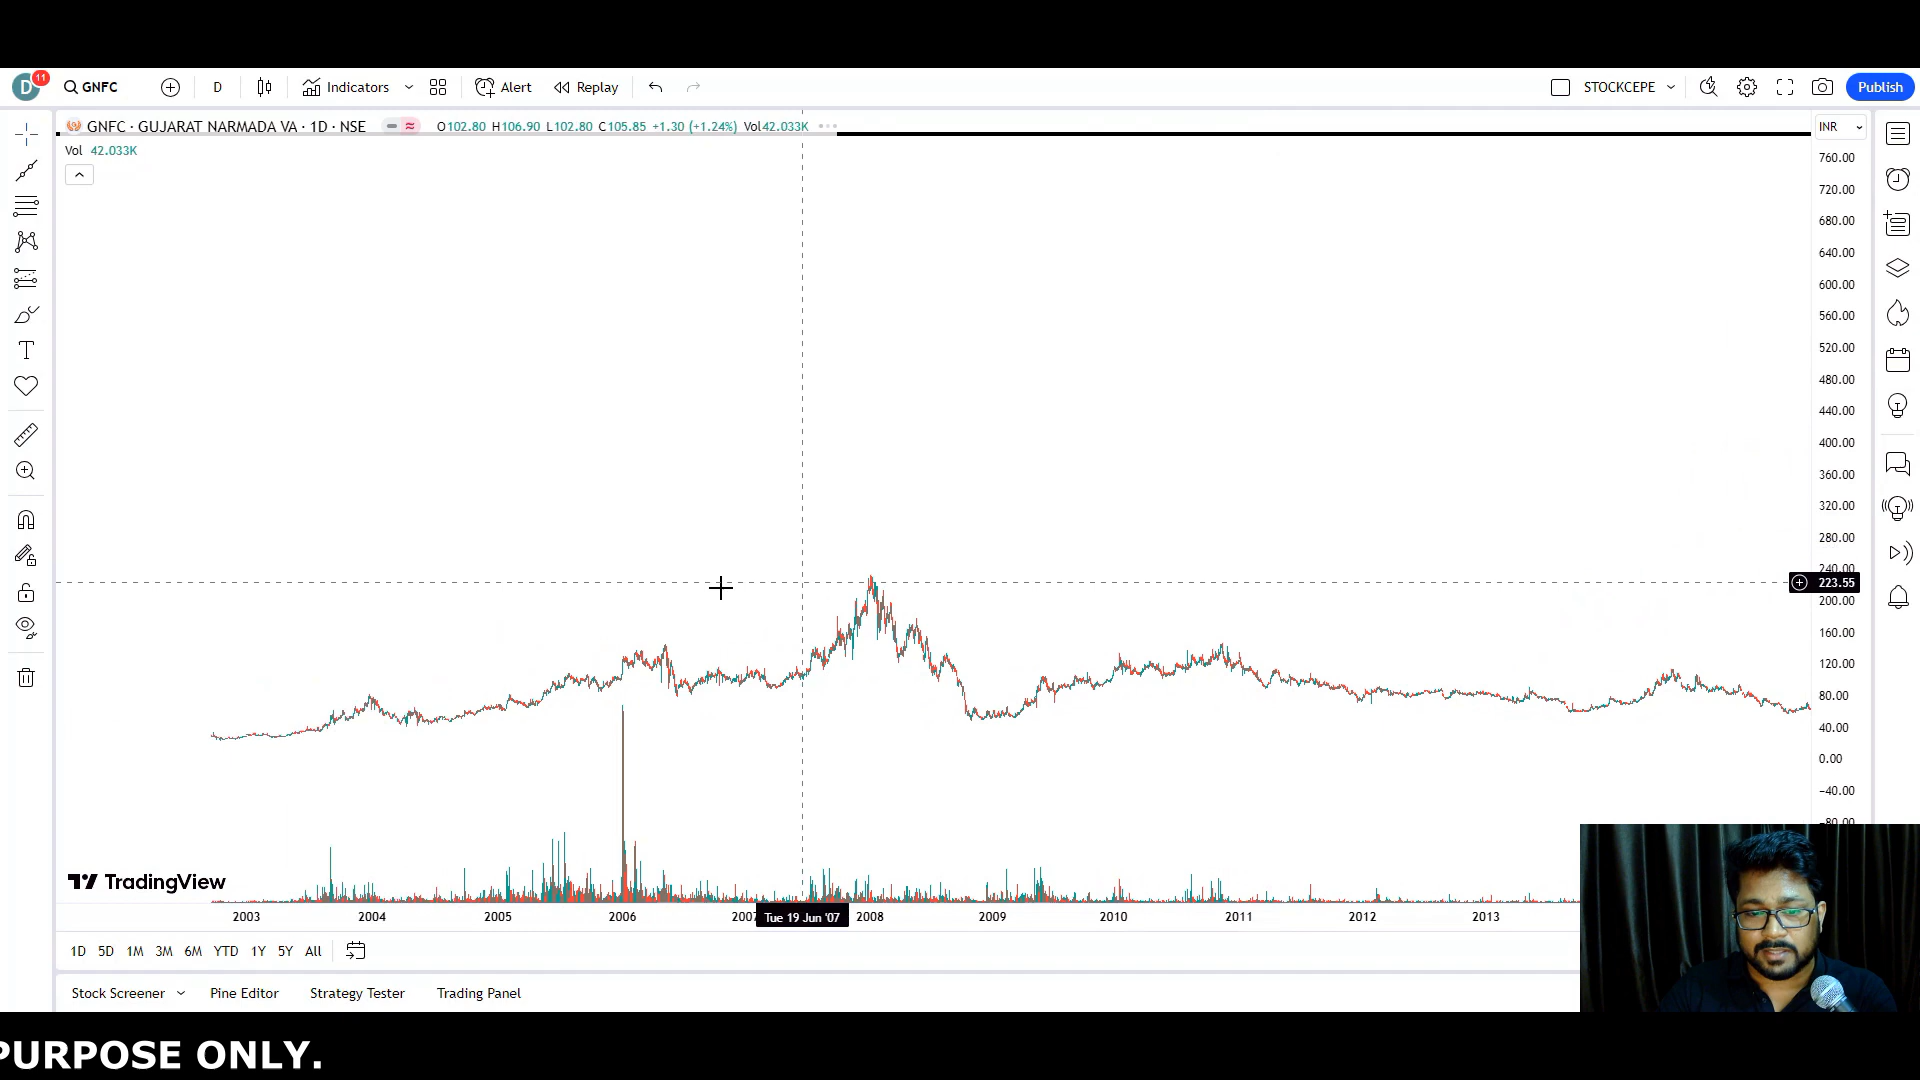 D 11 GNFC D Indicators Alert Replay STOCKCEPE Publish
GNFC · GUJARAT NARMADA VA · 1D · NSE O102.80 H106.90 L102.80 C105.85 +1.30 (+1.24%) Vol42.033K INR
Vol 42.033K
760.00
720.00
680.00
640.00
600.00
560.00
520.00
480.00
440.00
400.00
360.00
320.00
280.00
240.00
223.55
200.00
160.00
120.00
80.00
40.00
0.00
−40.00
−80.00
TradingView
2003 2004 2005 2006 2007 Tue 19 Jun '07 2008 2009 2010 2011 2012 2013
1D 5D 1M 3M 6M YTD 1Y 5Y All
Stock Screener Pine Editor Strategy Tester Trading Panel
PURPOSE ONLY.